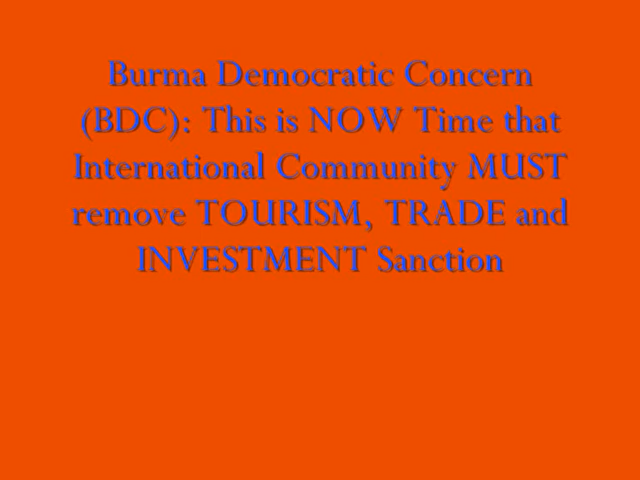 Burma Democratic Concern
(BDC): This is NOW Time that
International Community MUST
remove TOURISM, TRADE and
INVESTMENT Sanction